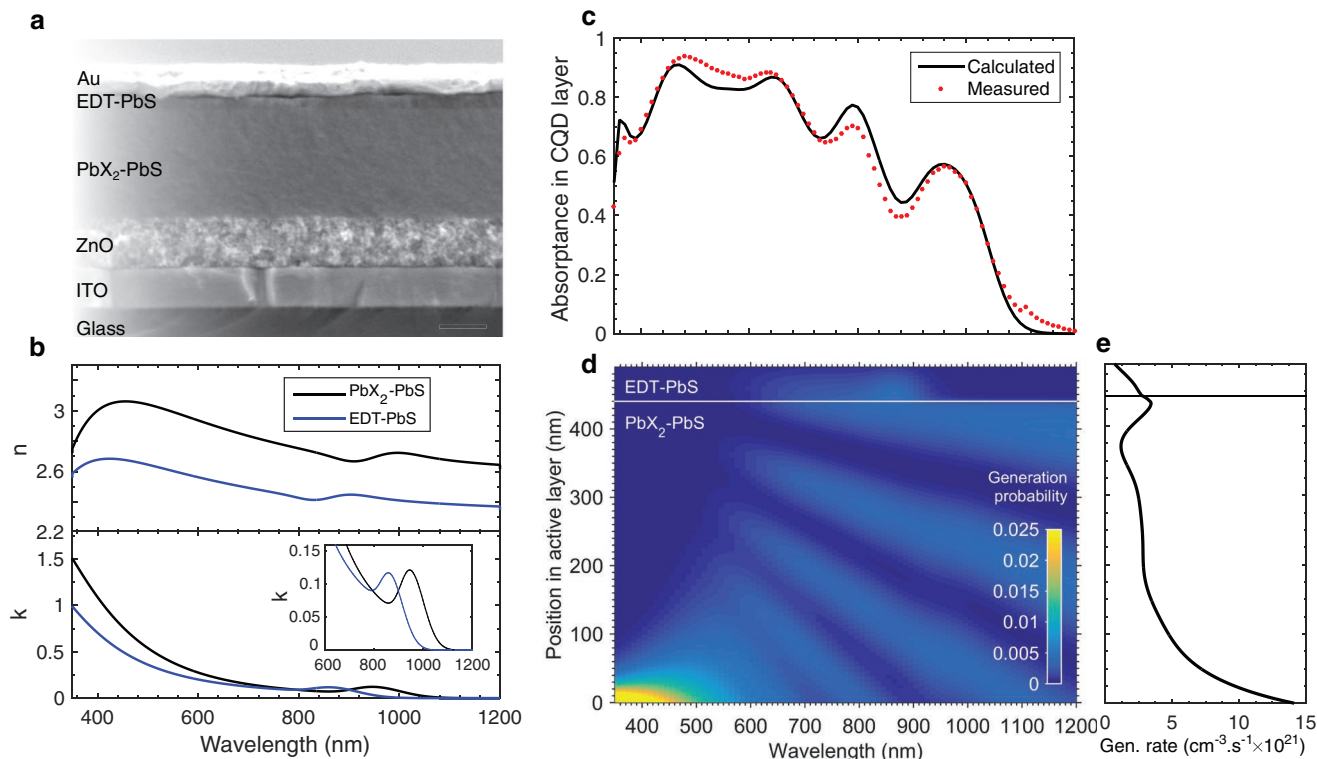 a
Au
EDT-PbS
PbX2-PbS
ZnO
ITO
Glass
b
PbX2-PbS
EDT-PbS
n
3
2.6
2.2
k
1.5
1
0.5
0
k
0.15
0.1
0.05
0
600 800 1000 1200
400 600 800 1000 1200
Wavelength (nm)
c
Absorptance in CQD layer
1
0.8
0.6
0.4
0.2
0
Calculated
Measured
400 600 800 1000 1200
d
EDT-PbS
PbX2-PbS
Position in active layer (nm)
400
300
200
100
0
Generation
probability
0.025
0.02
0.015
0.01
0.005
0
400 500 600 700 800 900 1000 1200
Wavelength (nm)
e
0 5 10 15
Gen. rate (cm-3.s-1×1021)